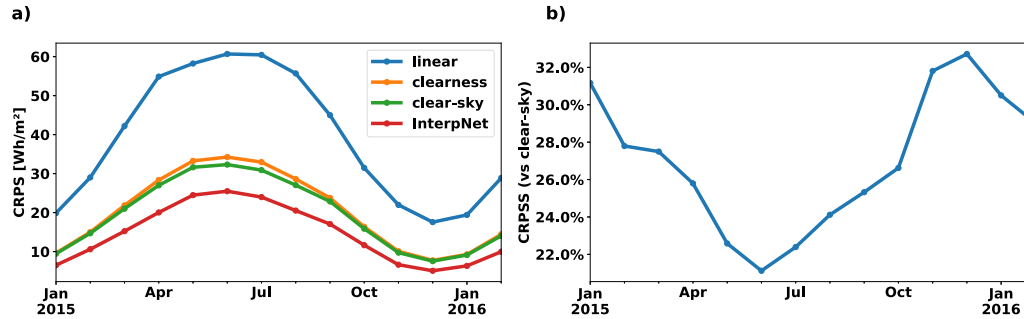 a)
CRPS [Wh/m²]
60
50
40
30
20
10
linear
clearness
clear-sky
InterpNet
Jan
2015
Apr
Jul
Oct
Jan
2016
b)
CRPSS (vs clear-sky)
32.0%
30.0%
28.0%
26.0%
24.0%
22.0%
Jan
2015
Apr
Jul
Oct
Jan
2016